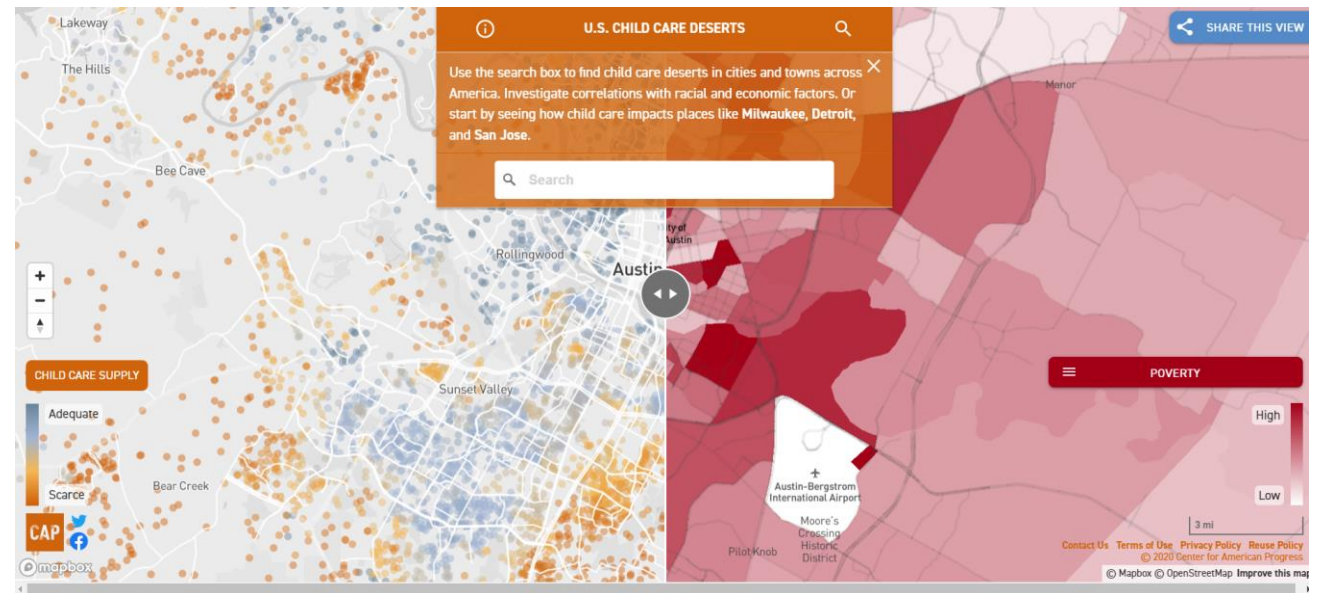 Lakeway
The Hills
Bee Cave
U.S. CHILD CARE DESERTS
Use the search box to find child care deserts in cities and towns across
America. Investigate correlations with racial and economic factors. Or
start by seeing how child care impacts places like Milwaukee, Detroit,
and San Jose.
Search
SHARE THIS VIEW
Manor
Rollingwood
Austin
ity of
Austin
+
−
CHILD CARE SUPPLY
Adequate
Scarce
Sunset Valley
Bear Creek
CAP
mapbox
POVERTY
High
Low
Austin-Bergstrom
International Airport
Moore's
Crossing
Historic
District
Pilot Knob
3 mi
Contact Us Terms of Use Privacy Policy Reuse Policy
© 2020 Center for American Progress
© Mapbox © OpenStreetMap Improve this map